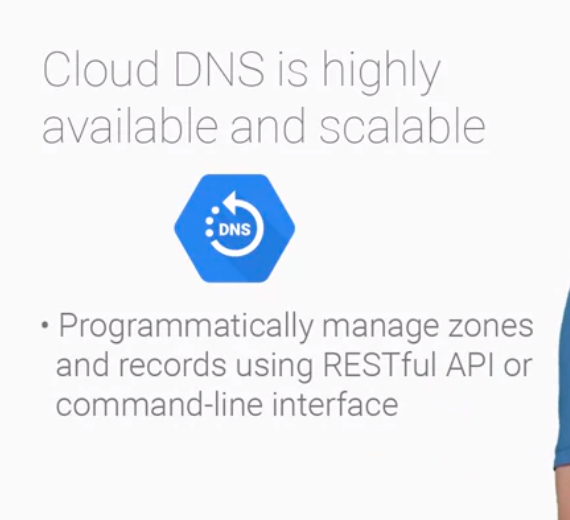 Cloud DNS is highly
available and scalable
DNS
• Programmatically manage zones
and records using RESTful API or
command-line interface